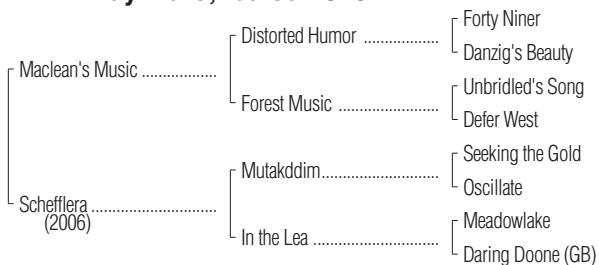 Forty Niner
Distorted Humor ..................
Danzig's Beauty
Maclean's Music .................
Unbridled's Song
Forest Music ........................
Defer West
Seeking the Gold
Mutakddim............................
Oscillate
Schefflera ..............................
(2006)
Meadowlake
In the Lea ..............................
Daring Doone (GB)